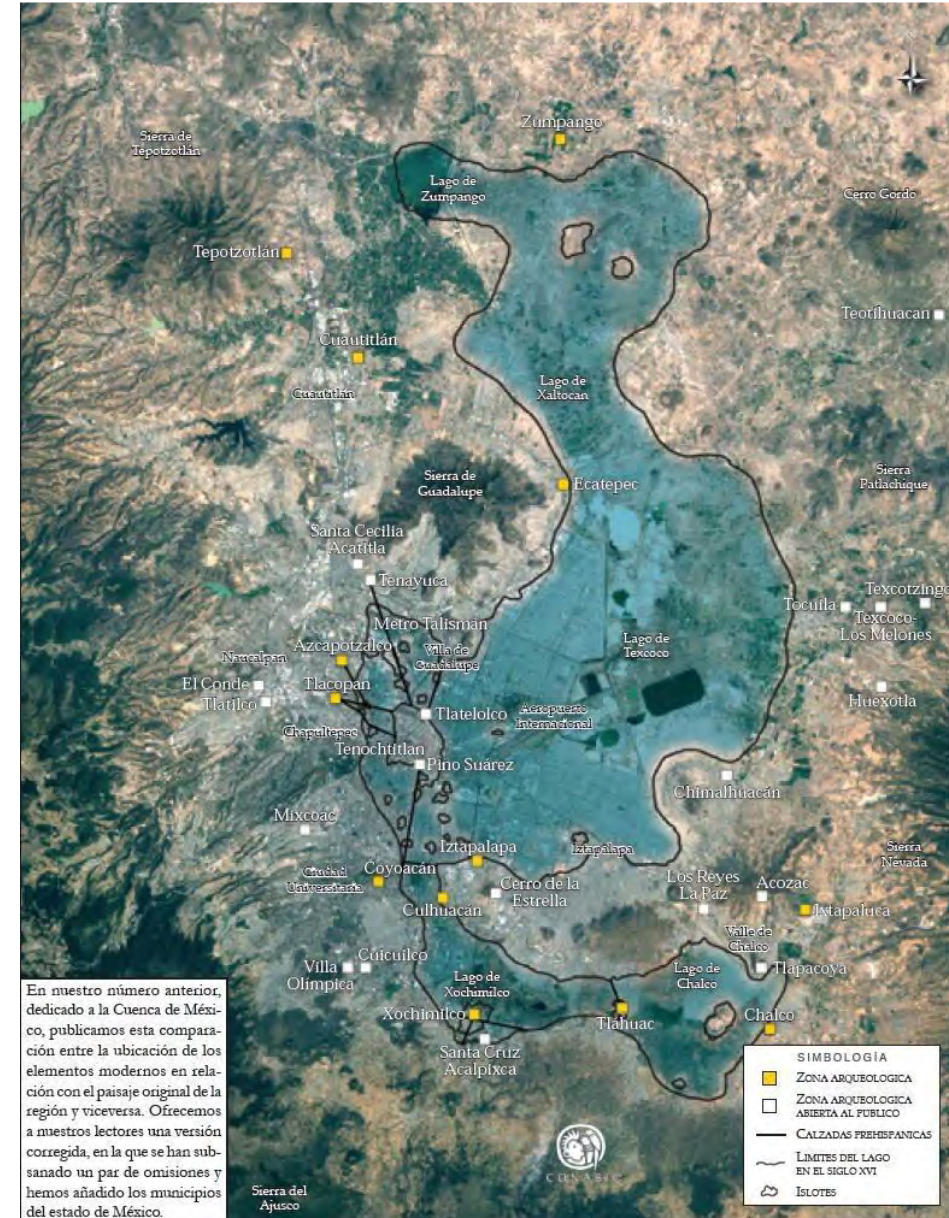 Zumpango
Sierra de
Tepotzotlán
Lago de
Zumpango
Cerro Gordo
Tepotzotlán
Teotihuacan
Cuautitlán
Lago de
Xaltocan
Cuautitlán
Sierra de
Guadalupe
Sierra
Patlachique
Ecatepec
Santa Cecilia
Acatitla
Tenayuca
Texcotzingo
Tocuila
Texcoco-
Los Melones
Metro Talismán
Lago de
Texcoco
Azcapotzalco
Villa de
Guadalupe
Naucalpan
El Conde
Tlacopan
Tlatilco
Huexotla
Tlatelolco
Aeropuerto
Internacional
Chapultepec
Tenochtitlan
Pino Suárez
Chimalhuacán
Mixcoac
Iztapalapa
Iztapalapa
Sierra
Nevada
Ciudad
Universitaria
Coyoacán
Cerro de la
Estrella
Los Reyes
La Paz
Acozac
Culhuacán
Ixtapaluca
Valle de
Chalco
Cuicuilco
Villa
Olímpica
Lago de
Xochimilco
Lago de
Chalco
Tlapacoya
Xochimilco
Tláhuac
Chalco
Santa Cruz
Acalpixca
En nuestro número anterior,
dedicado a la Cuenca de Méxi-
co, publicamos esta compara-
ción entre la ubicación de los
elementos modernos en rela-
ción con el paisaje original de la
región y viceversa. Ofrecemos
a nuestros lectores una versión
corregida, en la que se han sub-
sanado un par de omisiones y
hemos añadido los municipios
del estado de México.
Sierra del
Ajusco
CONABIO
SIMBOLOGÍA
ZONA ARQUEOLOGICA
ZONA ARQUEOLOGICA
ABIERTA AL PUBLICO
CALZADAS PREHISPANICAS
LIMITES DEL LAGO
EN EL SIGLO XVI
ISLOTES